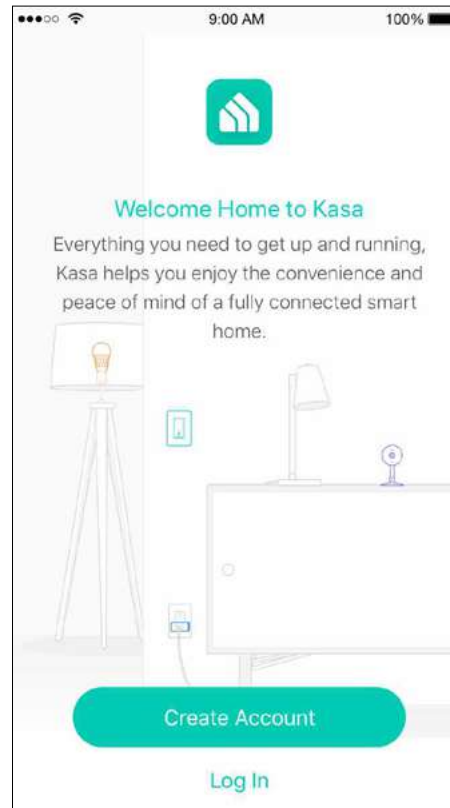 9:00 AM
100%
Welcome Home to Kasa
Everything you need to get up and running,
Kasa helps you enjoy the convenience and
peace of mind of a fully connected smart
home.
Create Account
Log In